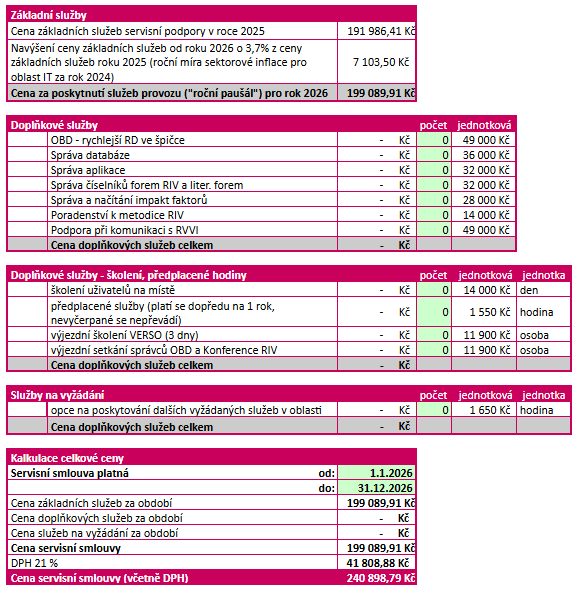 Základní služby
Cena základních služeb servisní podpory v roce 2025 191 986,41 Kč
Navýšení ceny základních služeb od roku 2026 o 3,7% z ceny
základních služeb roku 2025 (roční míra sektorové inflace pro 7 103,50 Kč
oblast IT za rok 2024)
Cena za poskytnutí služeb provozu ("roční paušál") pro rok 2026 199 089,91 Kč
Doplňkové služby počet jednotková
OBD - rychlejší RD ve špičce - Kč 0 49 000 Kč
Správa databáze - Kč 0 36 000 Kč
Správa aplikace - Kč 0 32 000 Kč
Správa číselníků forem RIV a liter. forem - Kč 0 32 000 Kč
Správa a načítání impakt faktorů - Kč 0 28 000 Kč
Poradenství k metodice RIV - Kč 0 14 000 Kč
Podpora při komunikaci s RVVI - Kč 0 49 000 Kč
Cena doplňkových služeb celkem - Kč
Doplňkové služby - školení, předplacené hodiny počet jednotková jednotka
školení uživatelů na místě - Kč 0 14 000 Kč den
předplacené služby (platí se dopředu na 1 rok,
nevyčerpané se nepřevádí) - Kč 0 1 550 Kč hodina
výjezdní školení VERSO (3 dny) - Kč 0 11 900 Kč osoba
výjezdní setkání správců OBD a Konference RIV - Kč 0 11 900 Kč osoba
Cena doplňkových služeb celkem - Kč
Služby na vyžádání počet jednotková jednotka
opce na poskytování dalších vyžádaných služeb v oblasti - Kč 0 1 650 Kč hodina
Cena doplňkových služeb celkem - Kč
Kalkulace celkové ceny
Servisní smlouva platná od: 1.1.2026
do: 31.12.2026
Cena základních služeb za období 199 089,91 Kč
Cena doplňkových služeb za období - Kč
Cena služeb na vyžádání za období - Kč
Cena servisní smlouvy 199 089,91 Kč
DPH 21 % 41 808,88 Kč
Cena servisní smlouvy (včetně DPH) 240 898,79 Kč